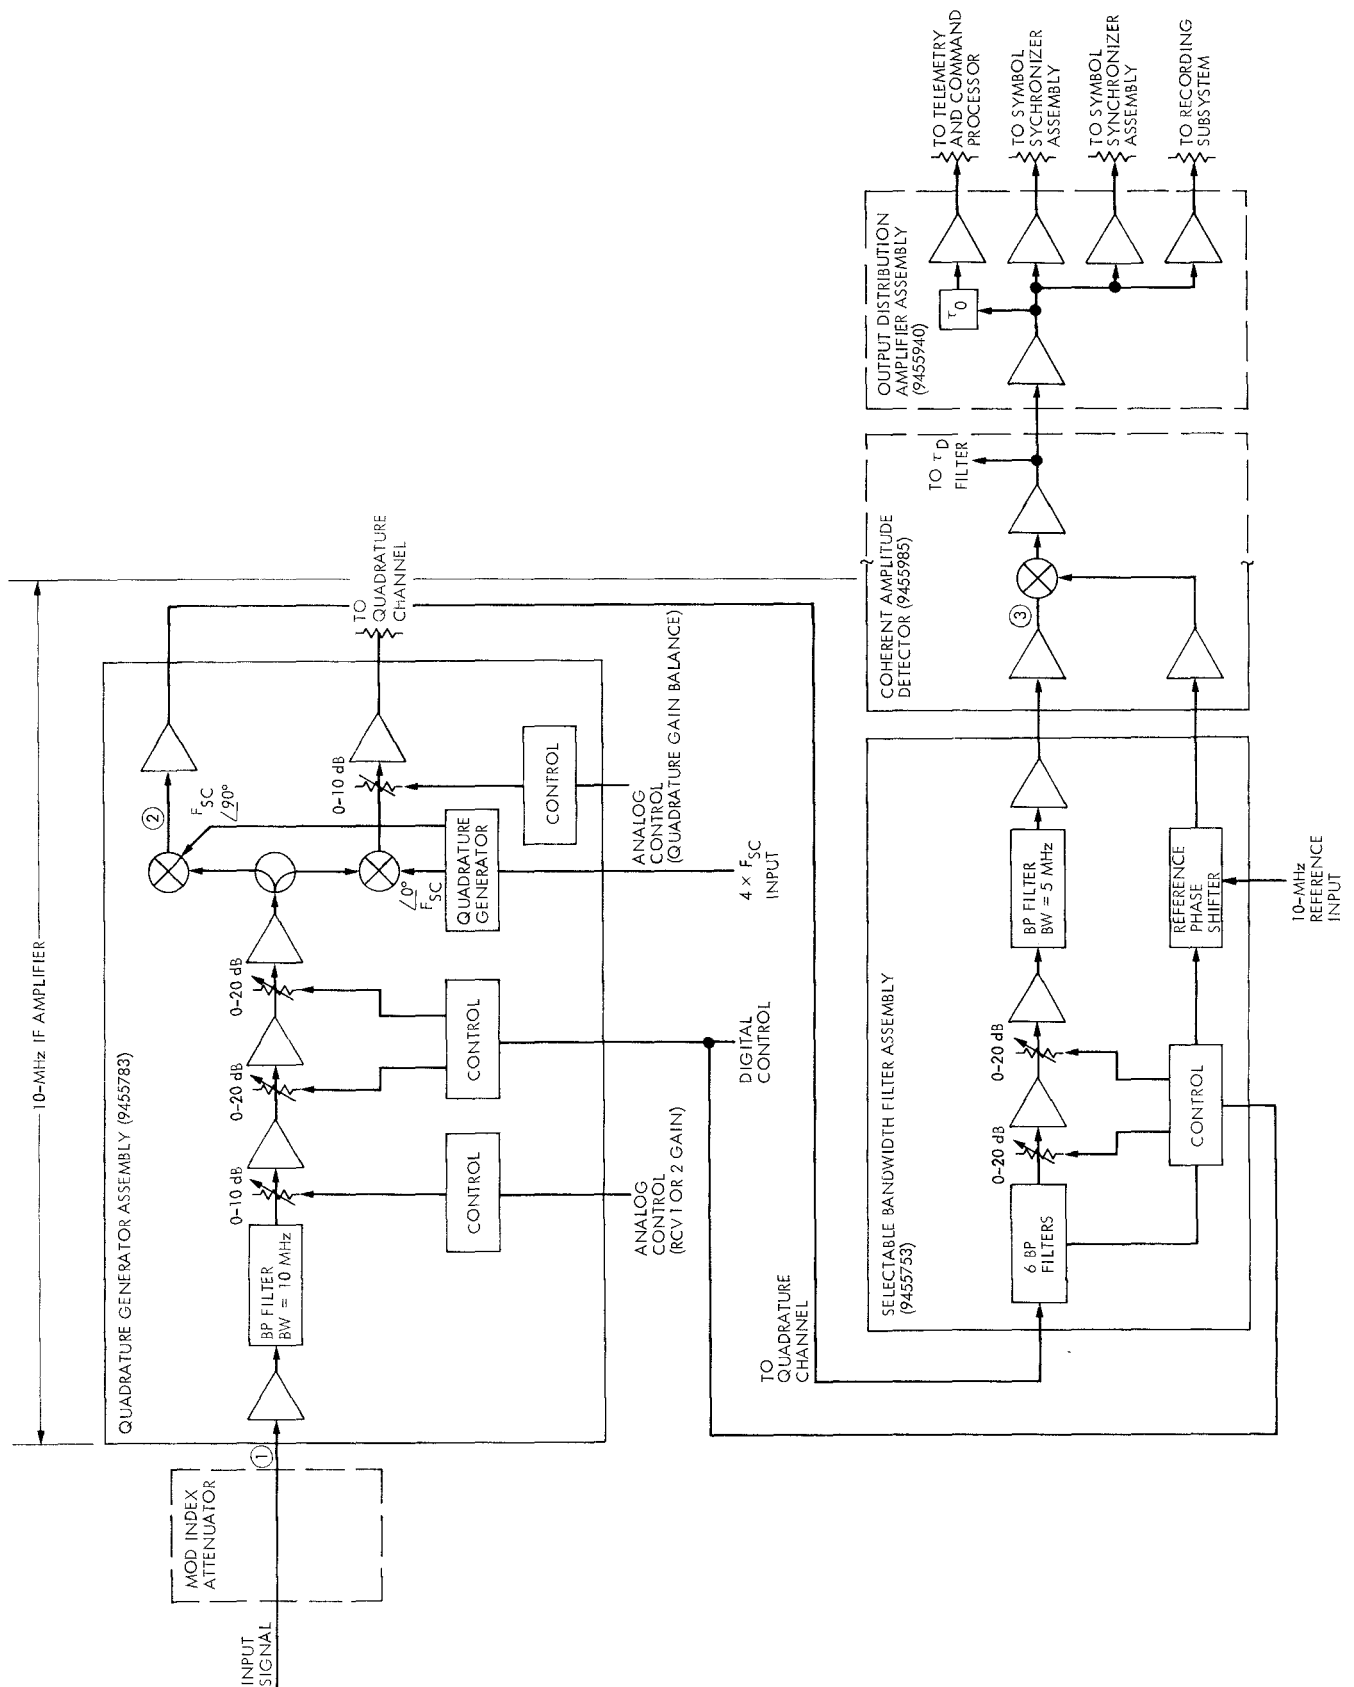 10-MHz IF AMPLIFIER
INPUT
SIGNAL
MOD INDEX
ATTENUATOR
1
QUADRATURE GENERATOR ASSEMBLY (9455783)
BP FILTER
BW = 10 MHz
0-10 dB
0-20 dB
0-20 dB
CONTROL
CONTROL
QUADRATURE
GENERATOR
CONTROL
2
FSC
∠90°
∠0°
FSC
0-10 dB
TO
QUADRATURE
CHANNEL
ANALOG
CONTROL
(RCV 1 OR 2 GAIN)
DIGITAL
CONTROL
4 × FSC
INPUT
ANALOG
CONTROL
(QUADRATURE GAIN BALANCE)
TO
QUADRATURE
CHANNEL
SELECTABLE BANDWIDTH FILTER ASSEMBLY
(9455753)
6 BP
FILTERS
0-20 dB
0-20 dB
BP FILTER
BW = 5 MHz
CONTROL
REFERENCE
PHASE
SHIFTER
10-MHz
REFERENCE
INPUT
COHERENT AMPLITUDE
DETECTOR (9455985)
3
TO τD
FILTER
OUTPUT DISTRIBUTION
AMPLIFIER ASSEMBLY
(9455940)
τ0
TO TELEMETRY
AND COMMAND
PROCESSOR
TO SYMBOL
SYCHRONIZER
ASSEMBLY
TO SYMBOL
SYNCHRONIZER
ASSEMBLY
TO RECORDING
SUBSYSTEM